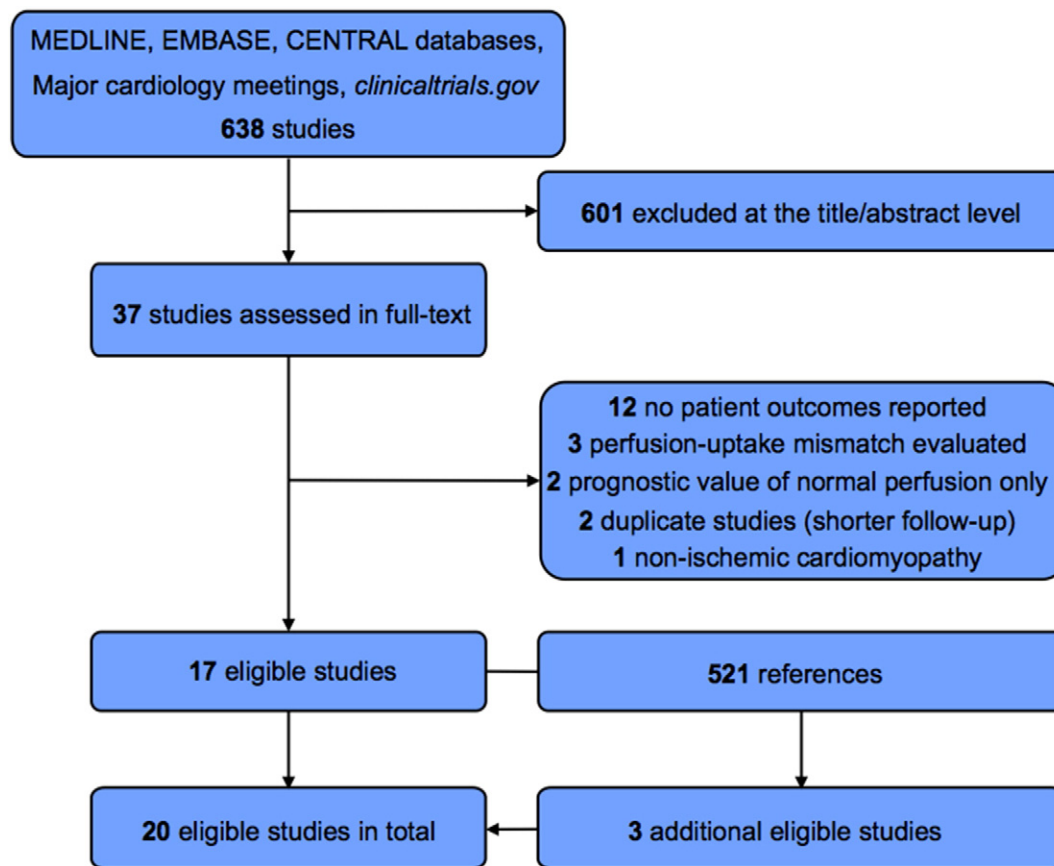 MEDLINE, EMBASE, CENTRAL databases,
Major cardiology meetings, clinicaltrials.gov
638 studies
601 excluded at the title/abstract level
37 studies assessed in full-text
12 no patient outcomes reported
3 perfusion-uptake mismatch evaluated
2 prognostic value of normal perfusion only
2 duplicate studies (shorter follow-up)
1 non-ischemic cardiomyopathy
17 eligible studies
521 references
20 eligible studies in total
3 additional eligible studies